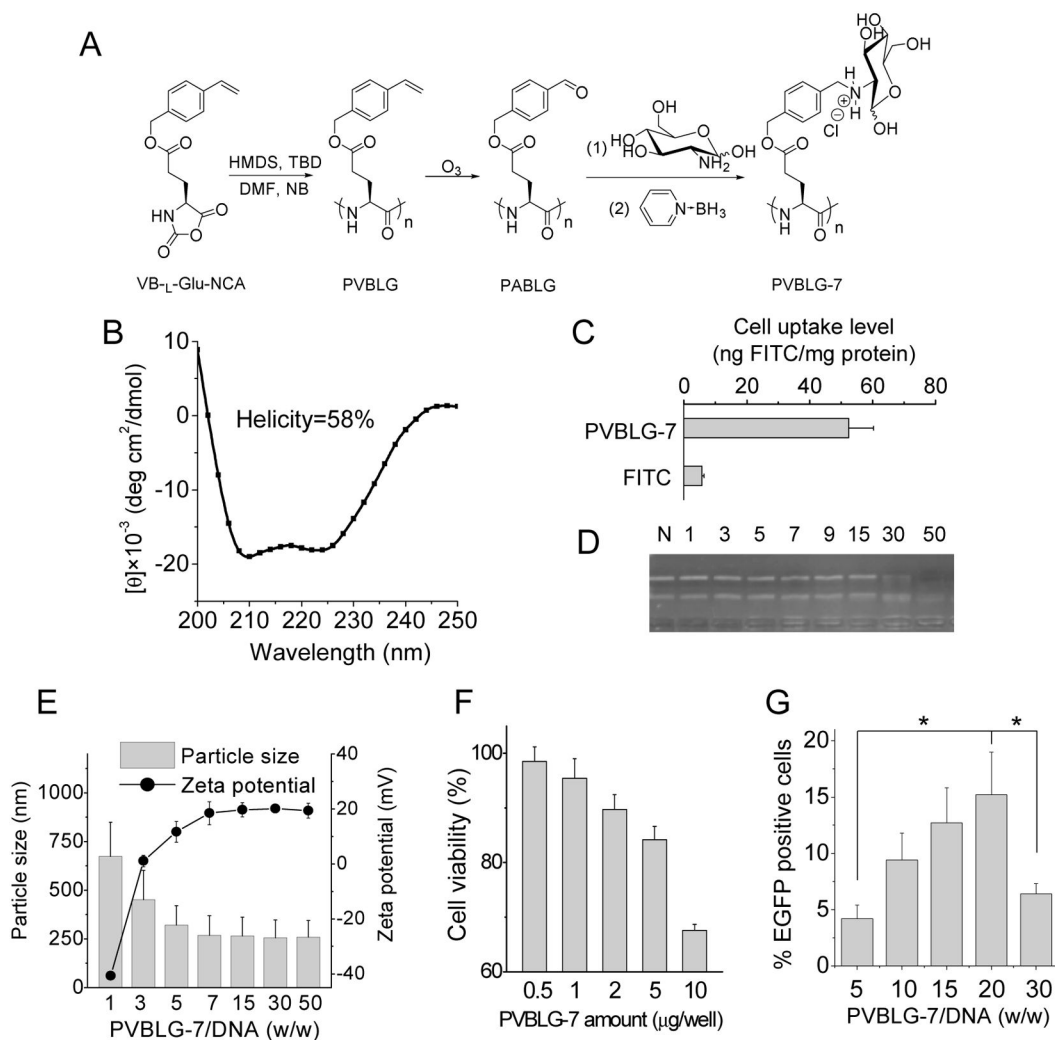 A
HMDS, TBD
DMF, NB
O3
(1)
(2)
HO
HO
HO
O
NH2
OH
N
BH3
O
O
HN
O
O
O
O
O
N
H
O
n
O
O
O
N
H
O
n
O
O
N
H
O
n
HO
HO
OH
OH
O
OH
H
N
H
+
−
Cl
VB-L-Glu-NCA
PVBLG
PABLG
PVBLG-7
B
10
0
-10
-20
[θ]×10⁻³ (deg cm²/dmol)
Helicity=58%
200 210 220 230 240 250
Wavelength (nm)
C
Cell uptake level
(ng FITC/mg protein)
0 20 40 60 80
PVBLG-7
FITC
D
N 1 3 5 7 9 15 30 50
E
Particle size
Zeta potential
Particle size (nm)
1000
750
500
250
0
Zeta potential (mV)
40
20
0
-20
-40
1 3 5 7 15 30 50
PVBLG-7/DNA (w/w)
F
Cell viability (%)
100
80
60
0.5 1 2 5 10
PVBLG-7 amount (μg/well)
G
* *
% EGFP positive cells
20
15
10
5
0
5 10 15 20 30
PVBLG-7/DNA (w/w)